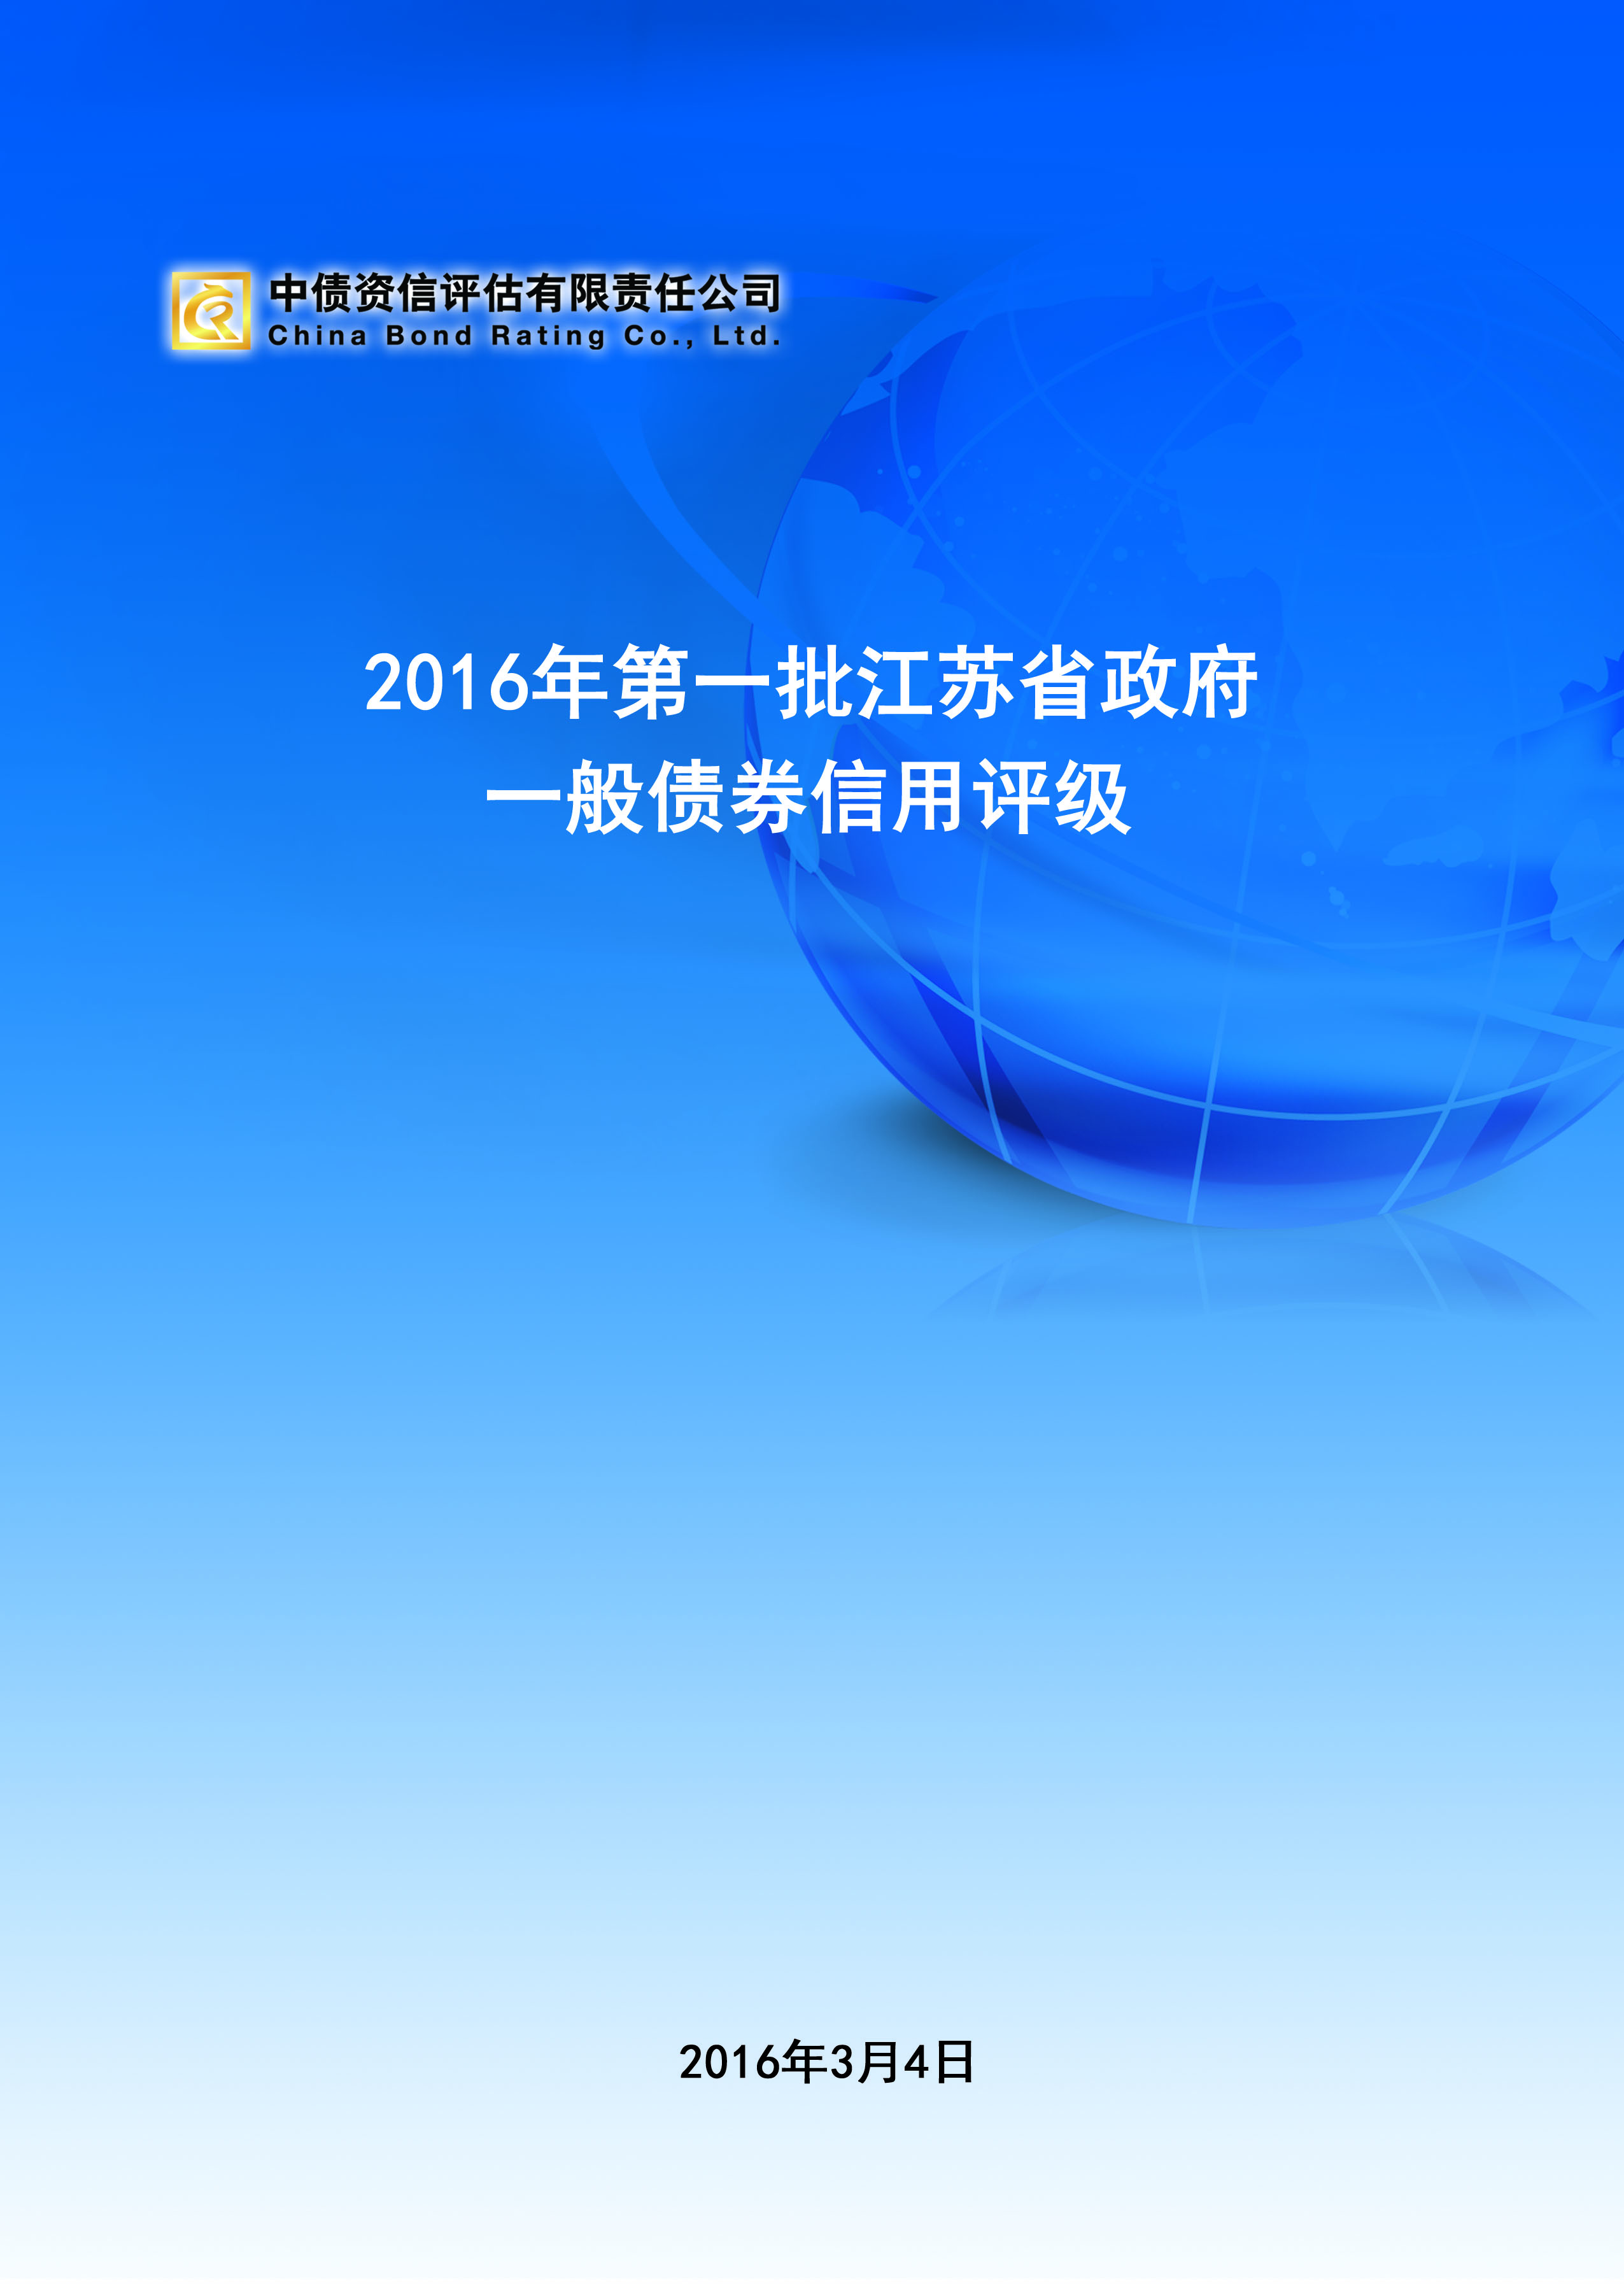 中债资信评估有限责任公司
China Bond Rating Co., Ltd.
2016年第一批江苏省政府
一般债券信用评级
2016年3月4日